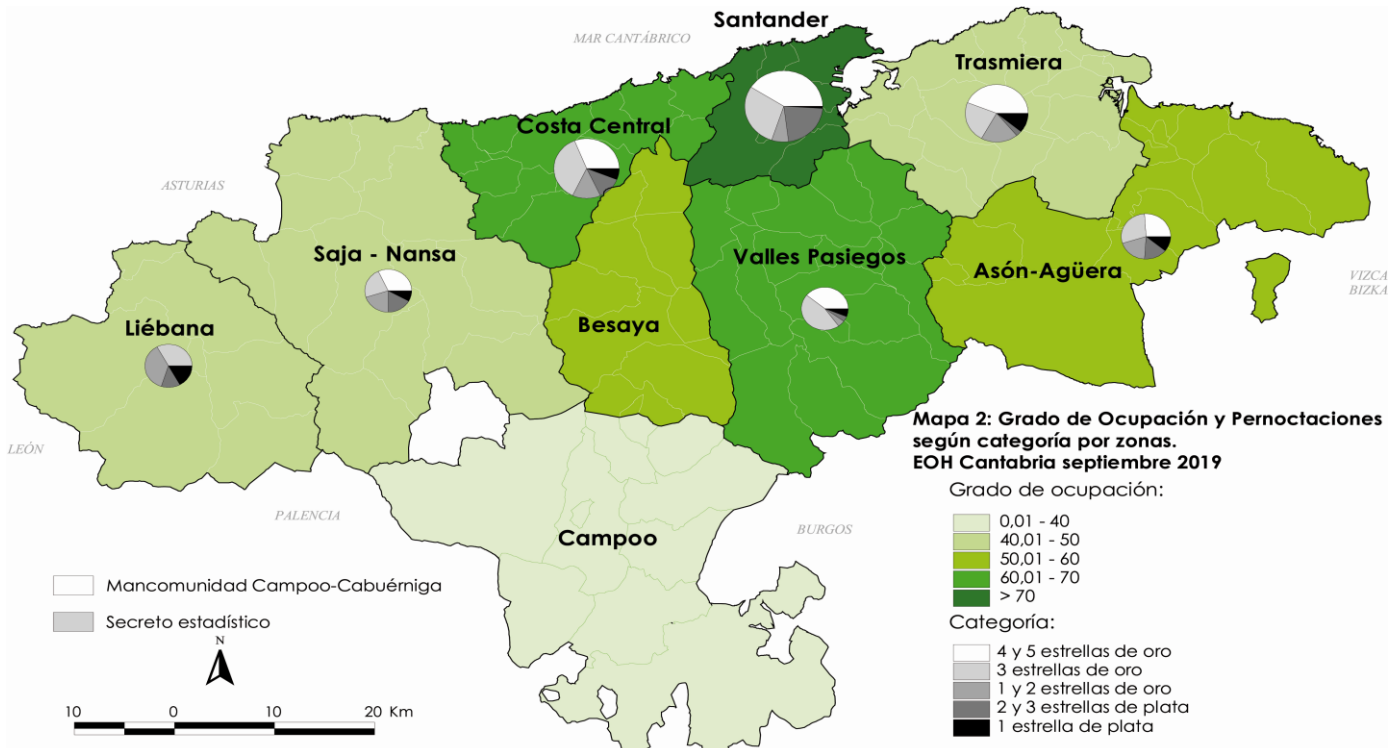 Santander
MAR CANTÁBRICO
Trasmiera
Costa Central
ASTURIAS
Saja - Nansa
Valles Pasiegos
Asón-Agüera
VIZCA
BIZKA
Liébana
Besaya
LEÓN
Mapa 2: Grado de Ocupación y Pernoctaciones
según categoría por zonas.
EOH Cantabria septiembre 2019
Grado de ocupación:
0,01 - 40
40,01 - 50
50,01 - 60
60,01 - 70
> 70
Categoría:
4 y 5 estrellas de oro
3 estrellas de oro
1 y 2 estrellas de oro
2 y 3 estrellas de plata
1 estrella de plata
PALENCIA
BURGOS
Campoo
Mancomunidad Campoo-Cabuérniga
Secreto estadístico
N
10 0 10 20 Km